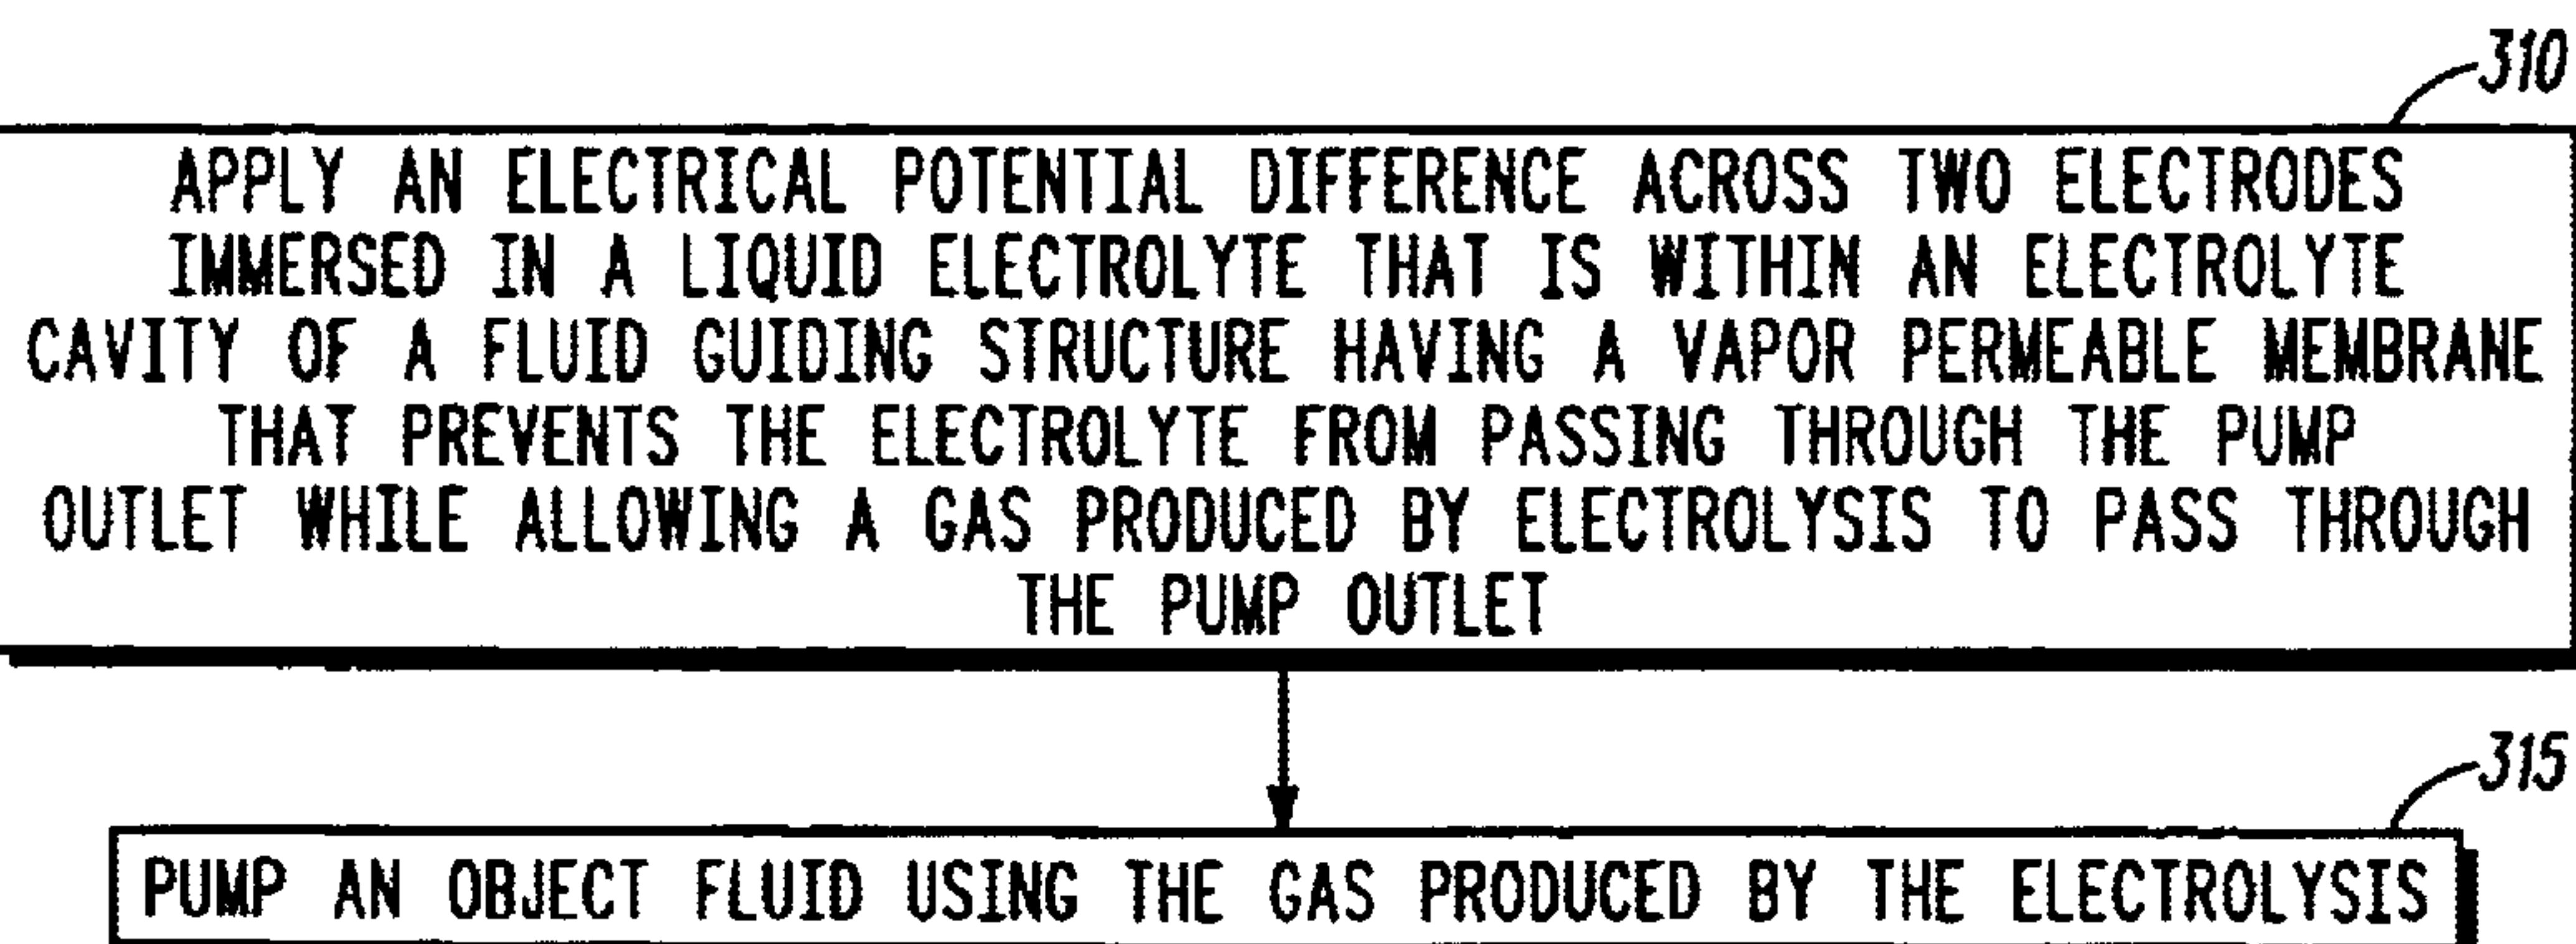 310
APPLY AN ELECTRICAL POTENTIAL DIFFERENCE ACROSS TWO ELECTRODES
IMMERSED IN A LIQUID ELECTROLYTE THAT IS WITHIN AN ELECTROLYTE
CAVITY OF A FLUID GUIDING STRUCTURE HAVING A VAPOR PERMEABLE MEMBRANE
THAT PREVENTS THE ELECTROLYTE FROM PASSING THROUGH THE PUMP
OUTLET WHILE ALLOWING A GAS PRODUCED BY ELECTROLYSIS TO PASS THROUGH
THE PUMP OUTLET
315
PUMP AN OBJECT FLUID USING THE GAS PRODUCED BY THE ELECTROLYSIS